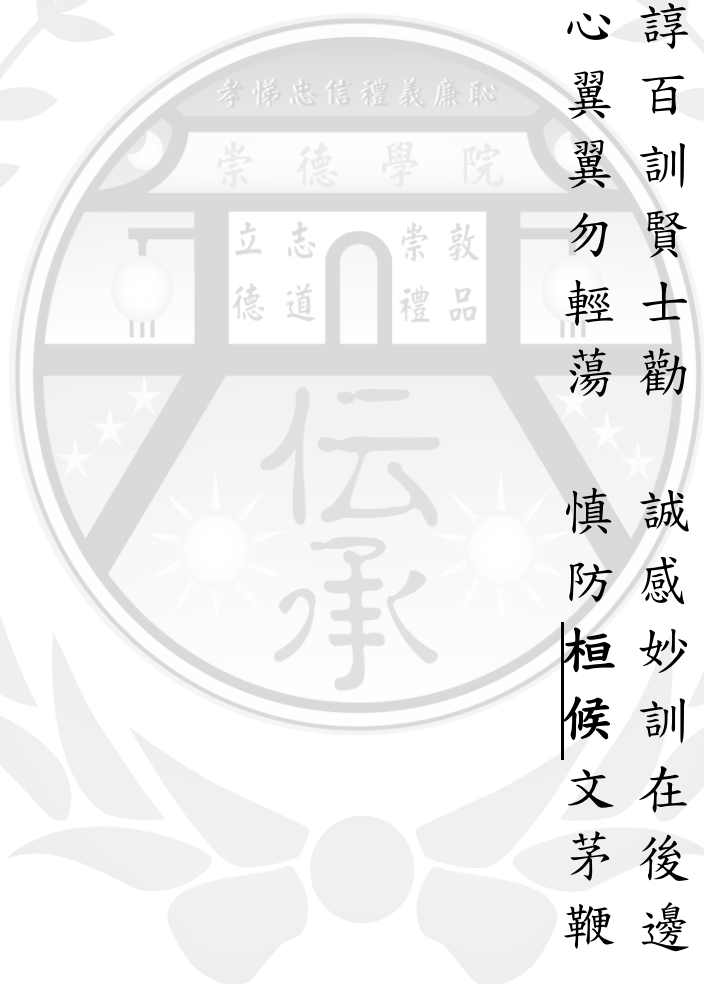 諄百訓賢士勸　誠感妙訓在後邊
心翼翼勿輕蕩　慎防桓候文茅鞭
孝悌忠信禮義廉恥
崇德學院
敦品崇禮
志道立德
伝承